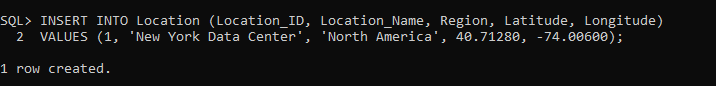 SQL> INSERT INTO Location (Location_ID, Location_Name, Region, Latitude, Longitude)
  2  VALUES (1, 'New York Data Center', 'North America', 40.71280, -74.00600);
1 row created.